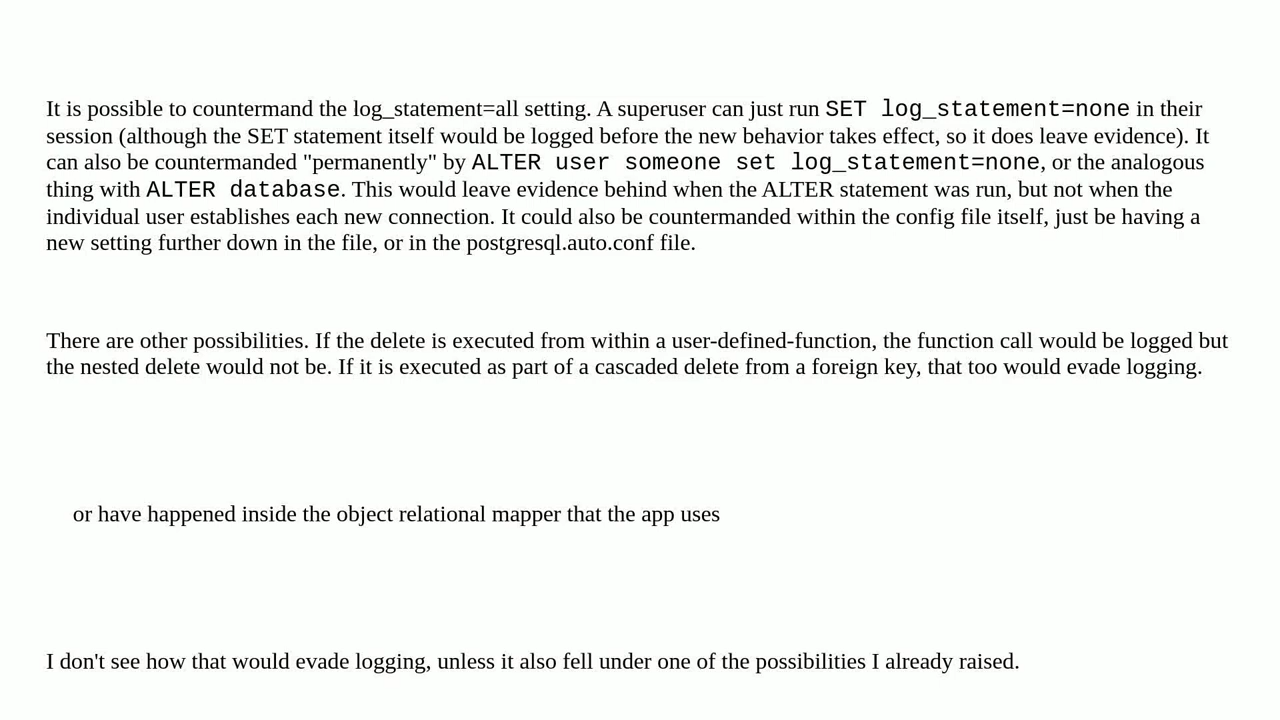 It is possible to countermand the log_statement=all setting. A superuser can just run SET log_statement=none in their
session (although the SET statement itself would be logged before the new behavior takes effect, so it does leave evidence). It
can also be countermanded "permanently" by ALTER user someone set log_statement=none, or the analogous
thing with ALTER database. This would leave evidence behind when the ALTER statement was run, but not when the
individual user establishes each new connection. It could also be countermanded within the config file itself, just be having a
new setting further down in the file, or in the postgresql.auto.conf file.
There are other possibilities. If the delete is executed from within a user-defined-function, the function call would be logged but
the nested delete would not be. If it is executed as part of a cascaded delete from a foreign key, that too would evade logging.
or have happened inside the object relational mapper that the app uses
I don't see how that would evade logging, unless it also fell under one of the possibilities I already raised.